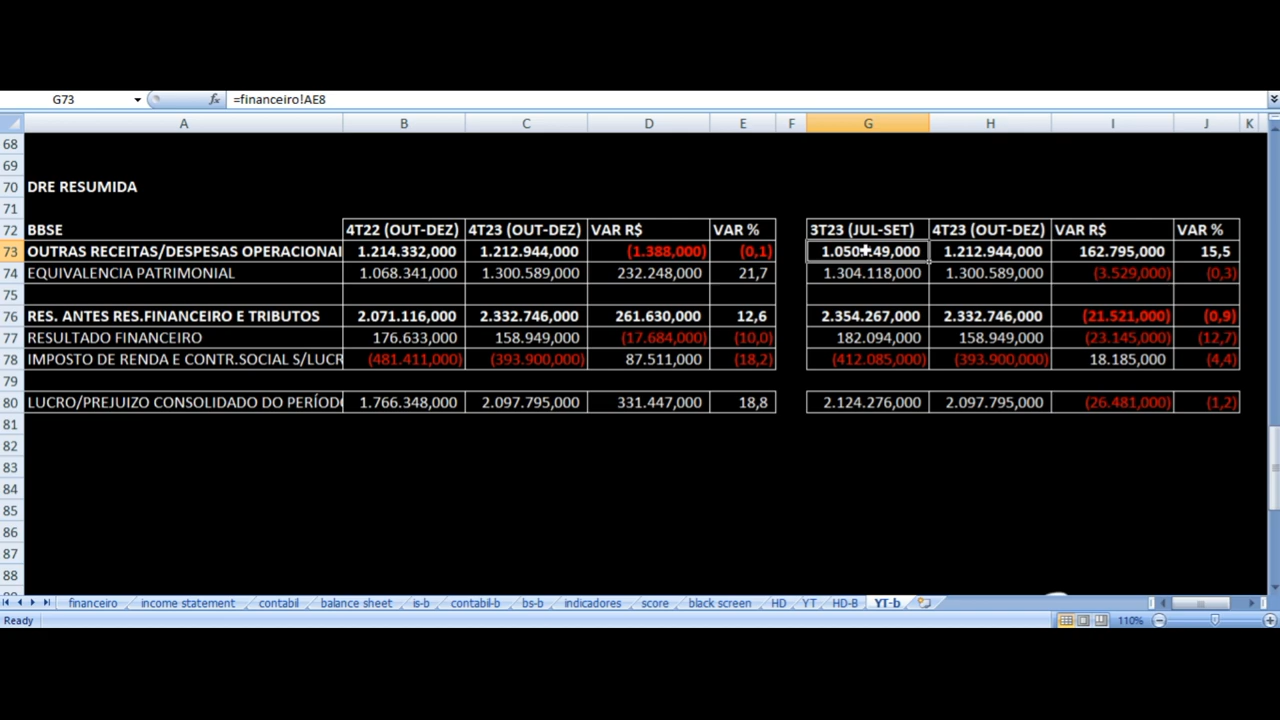 G73 fx =financeiro!AE8
A B C D E F G H I J K
68
69
70 DRE RESUMIDA
71
72 BBSE 4T22 (OUT-DEZ) 4T23 (OUT-DEZ) VAR R$ VAR % 3T23 (JUL-SET) 4T23 (OUT-DEZ) VAR R$ VAR %
73 OUTRAS RECEITAS/DESPESAS OPERACIONAI 1.214.332,000 1.212.944,000 (1.388,000) (0,1) 1.212.944,000 162.795,000 15,5
74 EQUIVALENCIA PATRIMONIAL 1.068.341,000 1.300.589,000 232.248,000 21,7 1.304.118,000 1.300.589,000 (3.529,000) (0,3)
75
76 RES. ANTES RES.FINANCEIRO E TRIBUTOS 2.071.116,000 2.332.746,000 261.630,000 12,6 2.354.267,000 2.332.746,000 (21.521,000) (0,9)
77 RESULTADO FINANCEIRO 176.633,000 158.949,000 (17.684,000) (10,0) 182.094,000 158.949,000 (23.145,000) (12,7)
78 IMPOSTO DE RENDA E CONTR.SOCIAL S/LUCR (481.411,000) (393.900,000) 87.511,000 (18,2) (412.085,000) (393.900,000) 18.185,000 (4,4)
79
80 LUCRO/PREJUIZO CONSOLIDADO DO PERÍODO 1.766.348,000 2.097.795,000 331.447,000 18,8 2.124.276,000 2.097.795,000 (26.481,000) (1,2)
81
82
83
84
85
86
87
88
financeiro income statement contabil balance sheet is-b contabil-b bs-b indicadores score black screen HD YT HD-B YT-b
Ready 110%